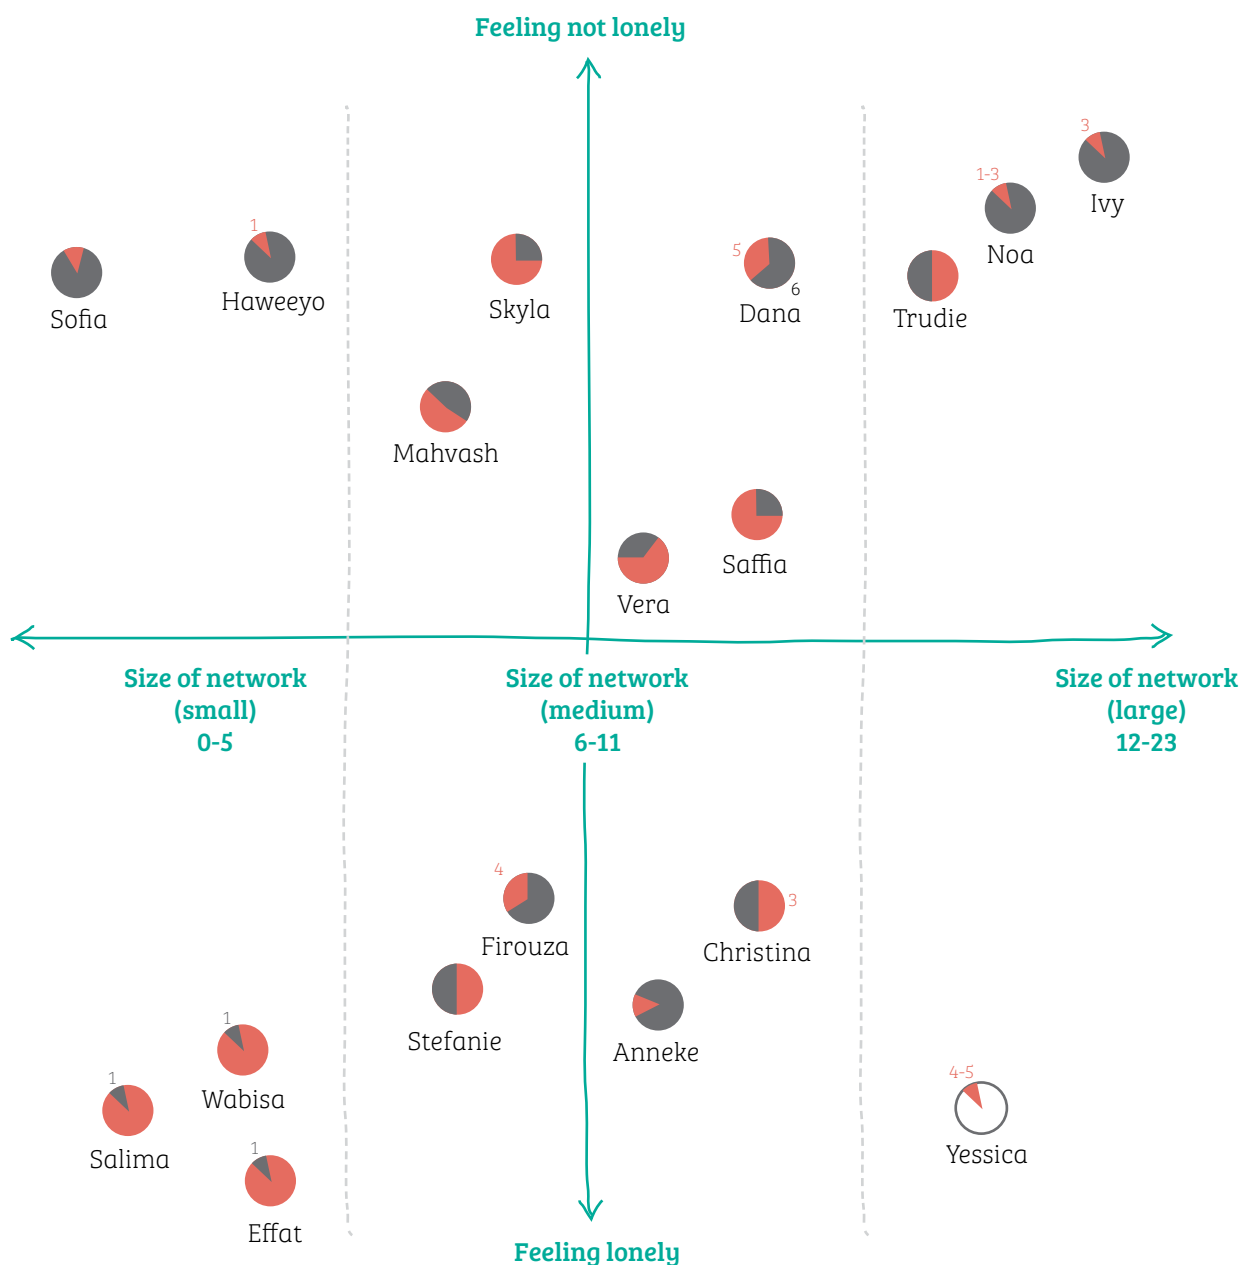 Feeling not lonely
3
Ivy
1-3
Noa
1
Haweeyo
Sofia
Skyla
5
6
Dana
Trudie
Mahvash
Saffia
Vera
Size of network
(small)
0-5
Size of network
(medium)
6-11
Size of network
(large)
12-23
4
Firouza
3
Christina
Stefanie
Anneke
1
Wabisa
1
Salima
1
Effat
4-5
Yessica
Feeling lonely